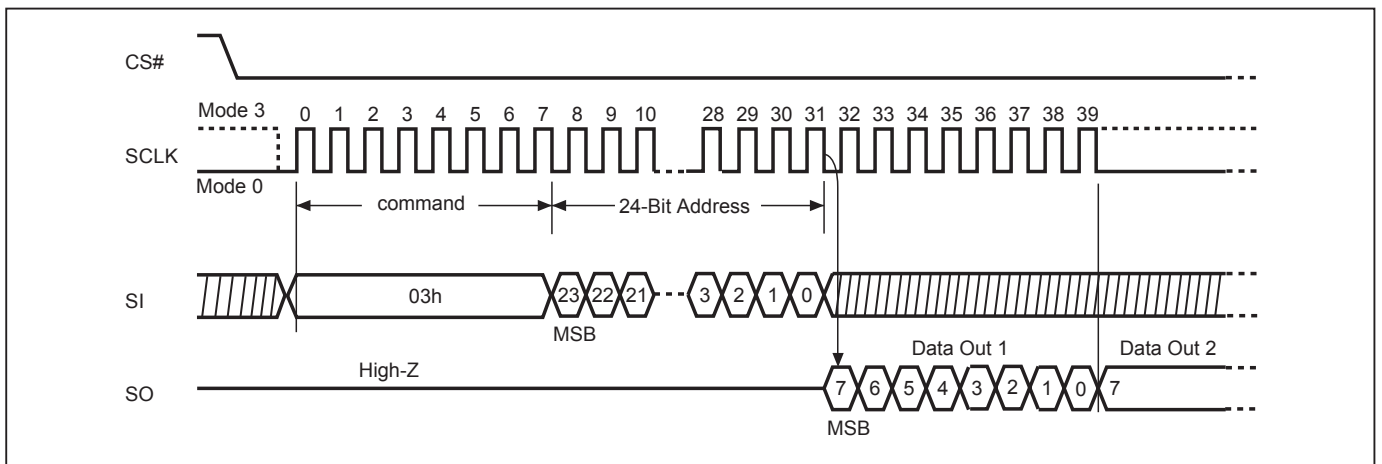 CS#
Mode 3
0 1 2 3 4 5 6 7 8 9 10 28 29 30 31 32 33 34 35 36 37 38 39
SCLK
Mode 0
command
24-Bit Address
SI
03h
23 22 21 3 2 1 0
MSB
Data Out 1
Data Out 2
High-Z
SO
7 6 5 4 3 2 1 0 7
MSB